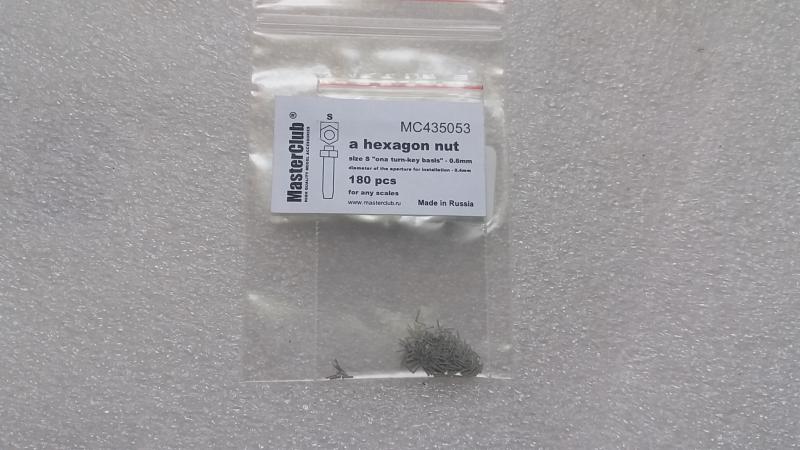 MasterClub®
HIGH QUALITY MODEL ACCESSORIES
S
MC435053
a hexagon nut
size S "ona turn-key basis" - 0.6mm
diameter of the aperture for installation - 0.4mm
180 pcs
for any scales
www.masterclub.ru
Made in Russia